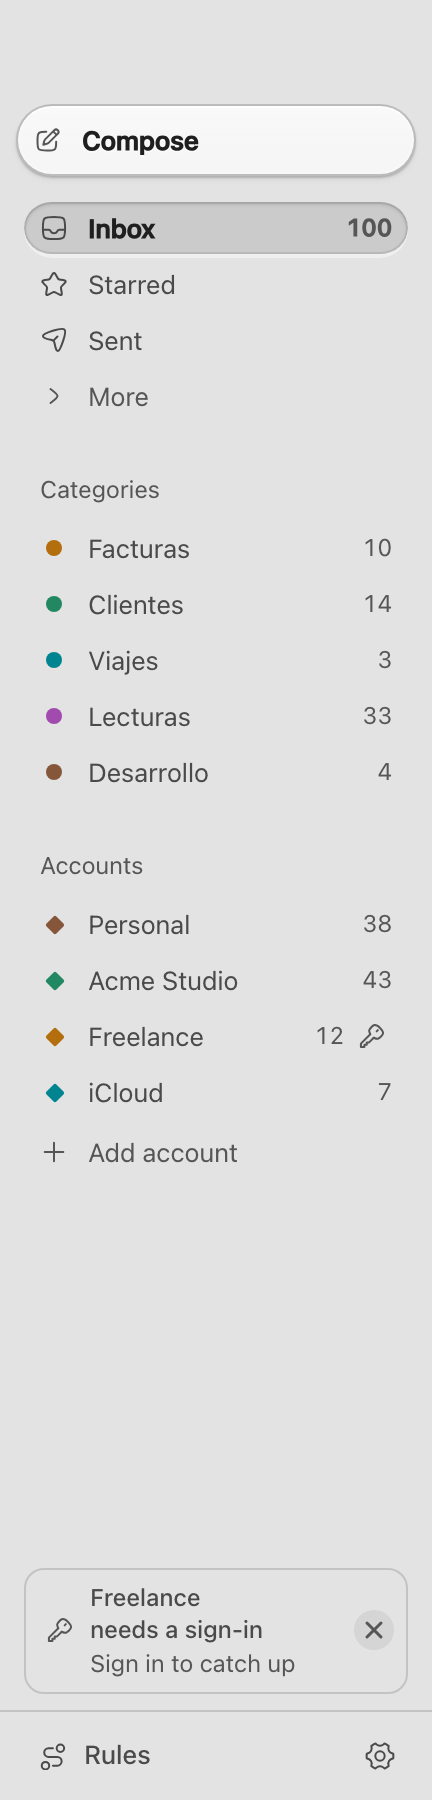 Compose
Inbox 100
Starred
Sent
More
Categories
Facturas 10
Clientes 14
Viajes 3
Lecturas 33
Desarrollo 4
Accounts
Personal 38
Acme Studio 43
Freelance 12
iCloud 7
Add account
Freelance
needs a sign-in
Sign in to catch up
Rules